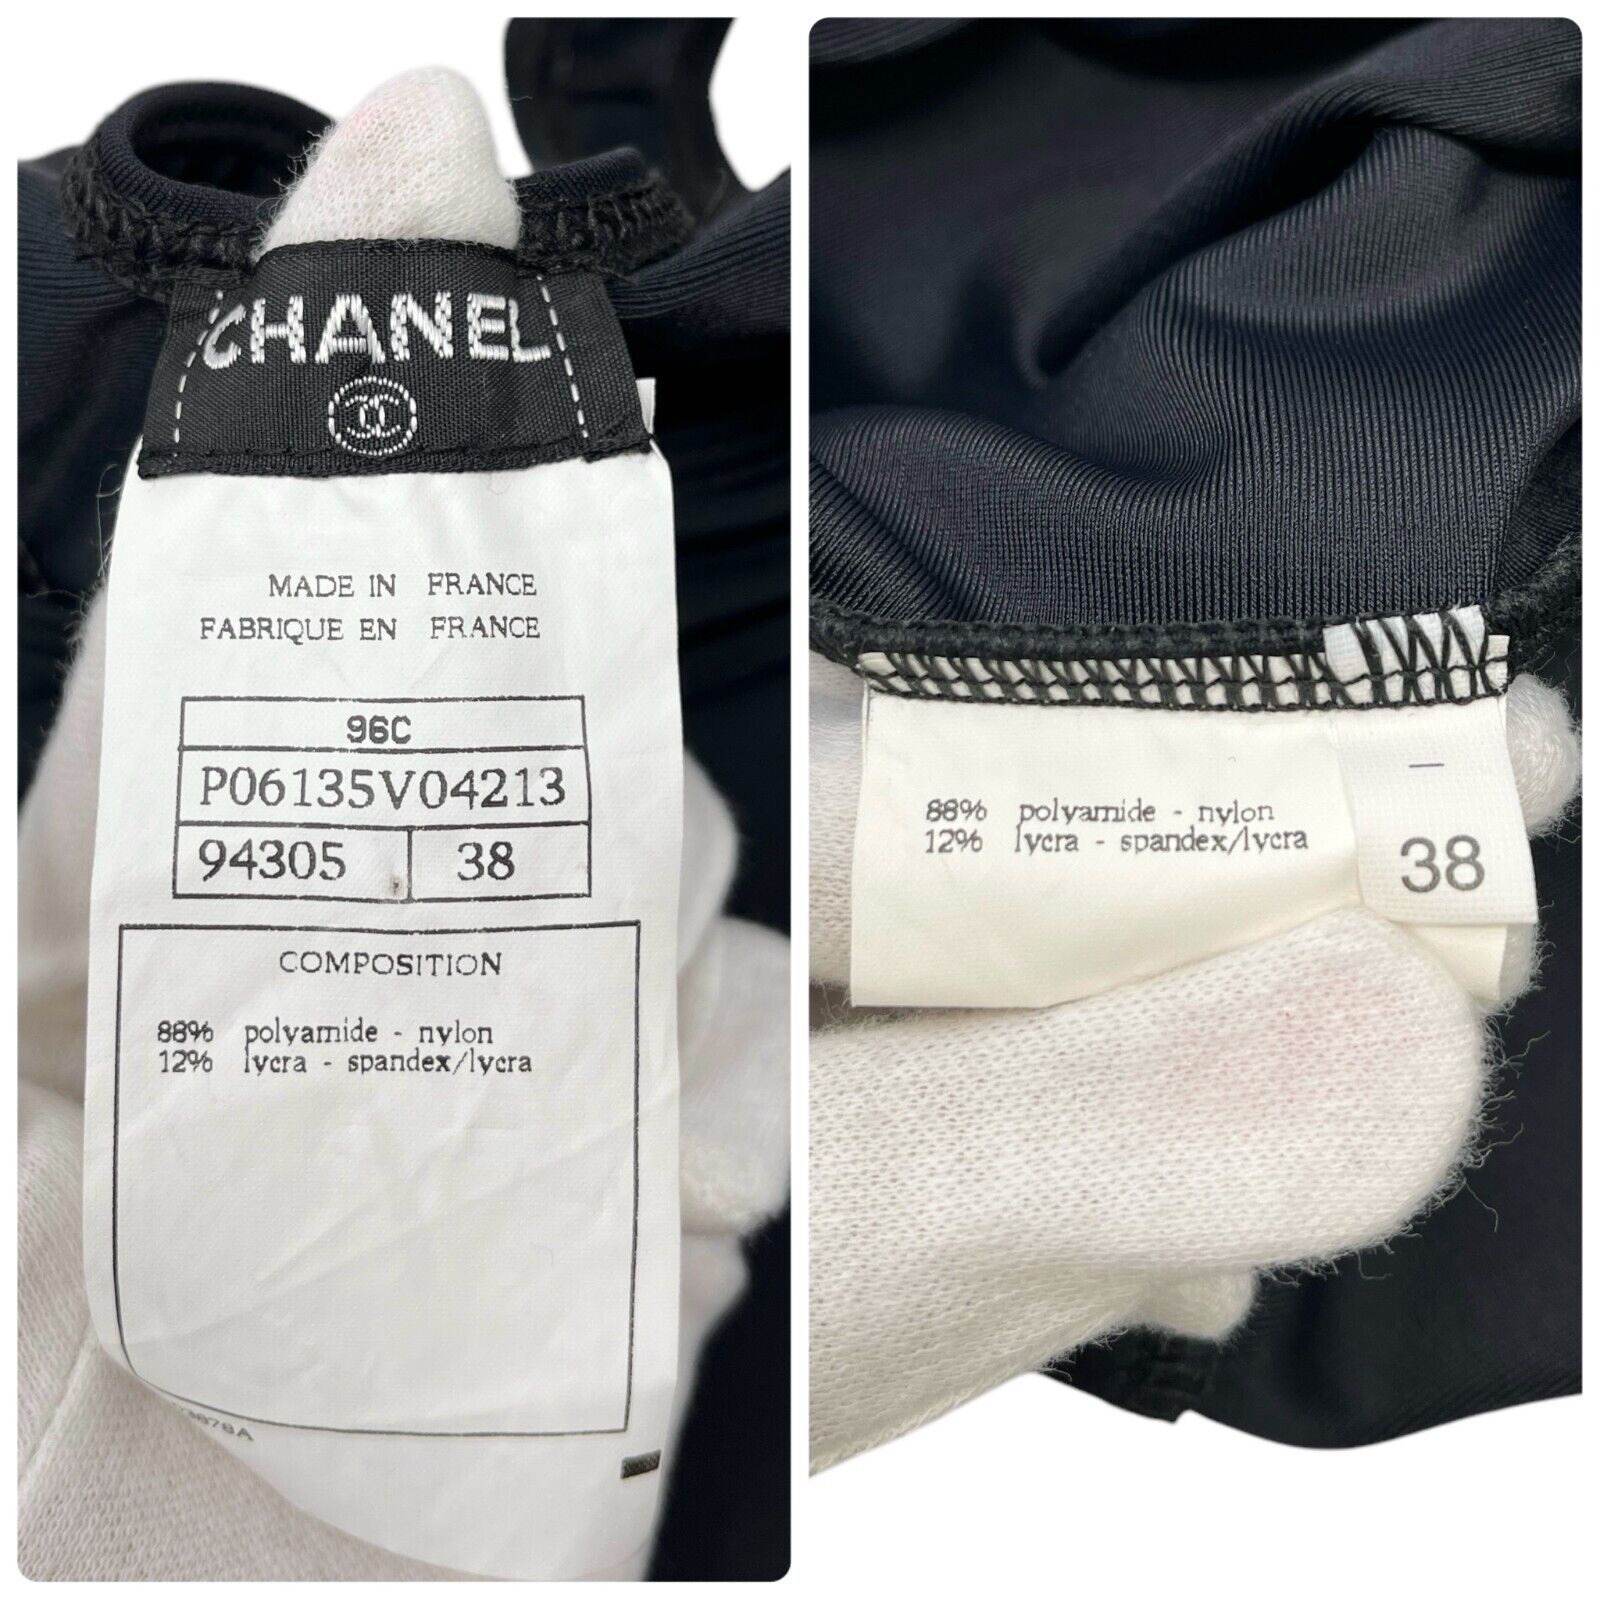 CHANEL
MADE IN FRANCE
FABRIQUE EN FRANCE
96C
P06135V04213
94305 38
COMPOSITION
88% polyamide - nylon
12% lycra - spandex/lycra
88% polyamide - nylon
12% lycra - spandex/lycra
38